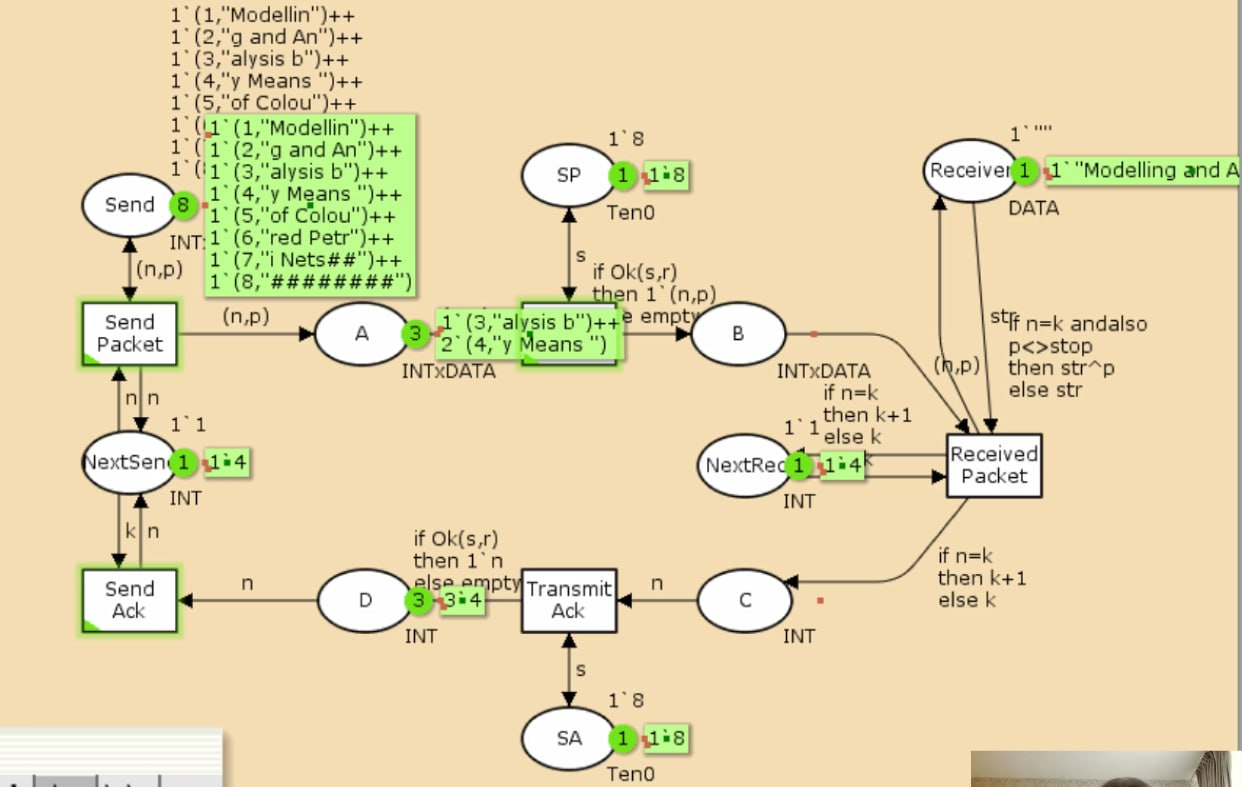 1`(1,"Modellin")++
1`(2,"g and An")++
1`(3,"alysis b")++
1`(4,"y Means ")++
1`(5,"of Colou")++
1`(
1`(
1`(
1`(1,"Modellin")++
1`(2,"g and An")++
1`(3,"alysis b")++
1`(4,"y Means ")++
1`(5,"of Colou")++
1`(6,"red Petr")++
1`(7,"i Nets##")++
1`(8,"########")
Send
8
INTx
(n,p)
1`8
SP
1
1`8
Ten0
s
1`""
Receiver
1
1`"Modelling and A
DATA
Send
Packet
(n,p)
A
3
1`(3,"alysis b")++
2`(4,"y Means ")
INTxDATA
if Ok(s,r)
then 1`(n,p)
e empty
B
INTxDATA
str
(n,p)
if n=k andalso
p<>stop
then str^p
else str
n
n
1`1
NextSen
1
1`4
INT
if n=k
then k+1
else k
1`1
NextRec
1
1`4
k
INT
Received
Packet
k
n
if n=k
then k+1
else k
Send
Ack
n
D
3
3`4
INT
if Ok(s,r)
then 1`n
else empty
Transmit
Ack
n
C
INT
s
1`8
SA
1
1`8
Ten0